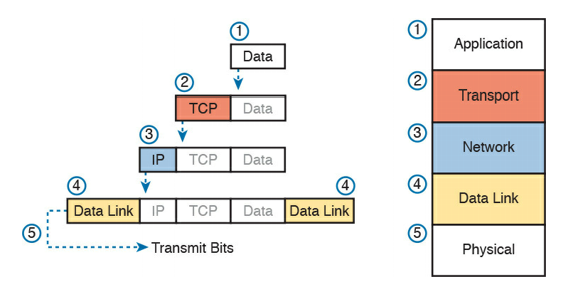 1
Data
2
TCP Data
3
IP TCP Data
4 4
Data Link IP TCP Data Data Link
5
Transmit Bits
1
Application
2
Transport
3
Network
4
Data Link
5
Physical